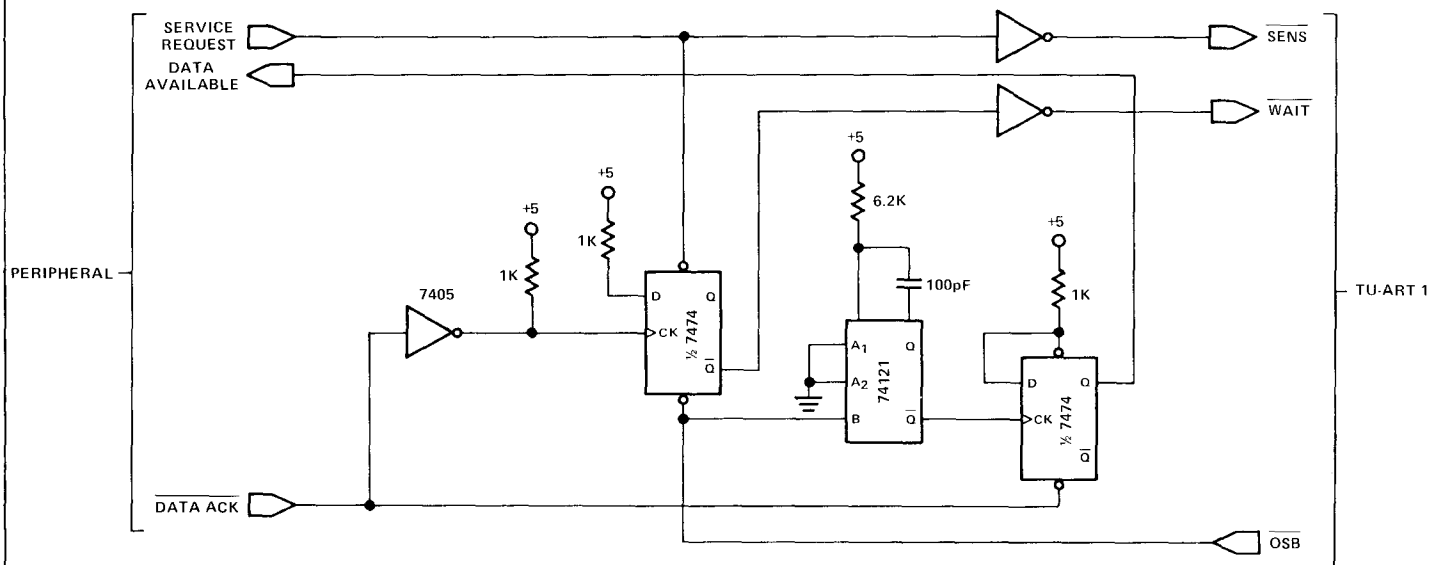 SERVICE
REQUEST
SENS
DATA
AVAILABLE
WAIT
+5
+5
6.2K
+5
+5
1K
1K
100pF
1K
PERIPHERAL
TU-ART 1
7405
D
Q
CK
½ 7474
Q
A1
A2
B
Q
Q
74121
D
Q
CK
½ 7474
Q
DATA ACK
OSB